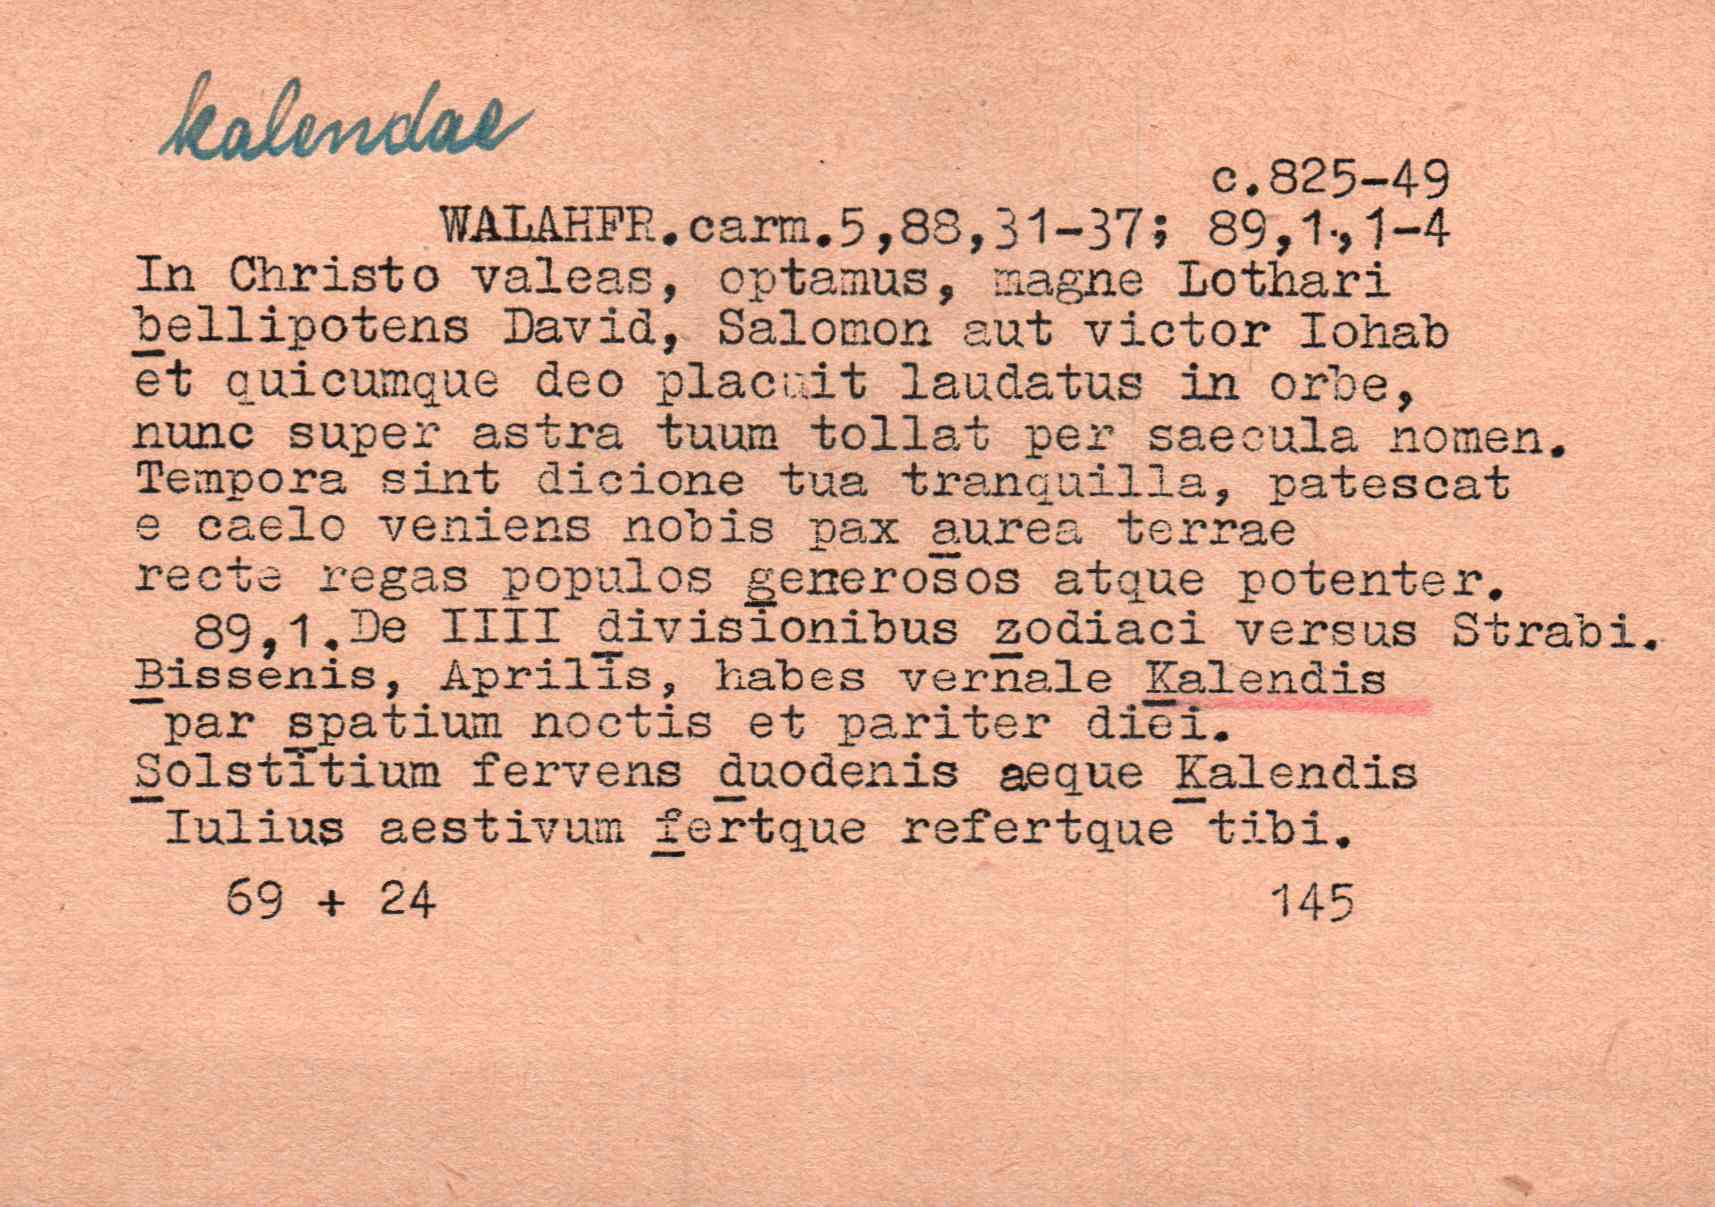 kalendae
c.825-49
WALAHFR.carm.5,88,31-37; 89,1.,1-4
In Christo valeas, optamus, magne Lothari
bellipotens David, Salomon aut victor Iohab
et quicumque deo placuit laudatus in orbe,
nunc super astra tuum tollat per saecula nomen.
Tempora sint dicione tua tranquilla, patescat
e caelo veniens nobis pax aurea terrae
recte regas populos generosos atque potenter.
89,1.De IIII divisionibus zodiaci versus Strabi.
Bissenis, Aprilis, habes vernale Kalendis
par spatium noctis et pariter diei.
Solstitium fervens duodenis aeque Kalendis
Iulius aestivum fertque refertque tibi.
69 + 24 145